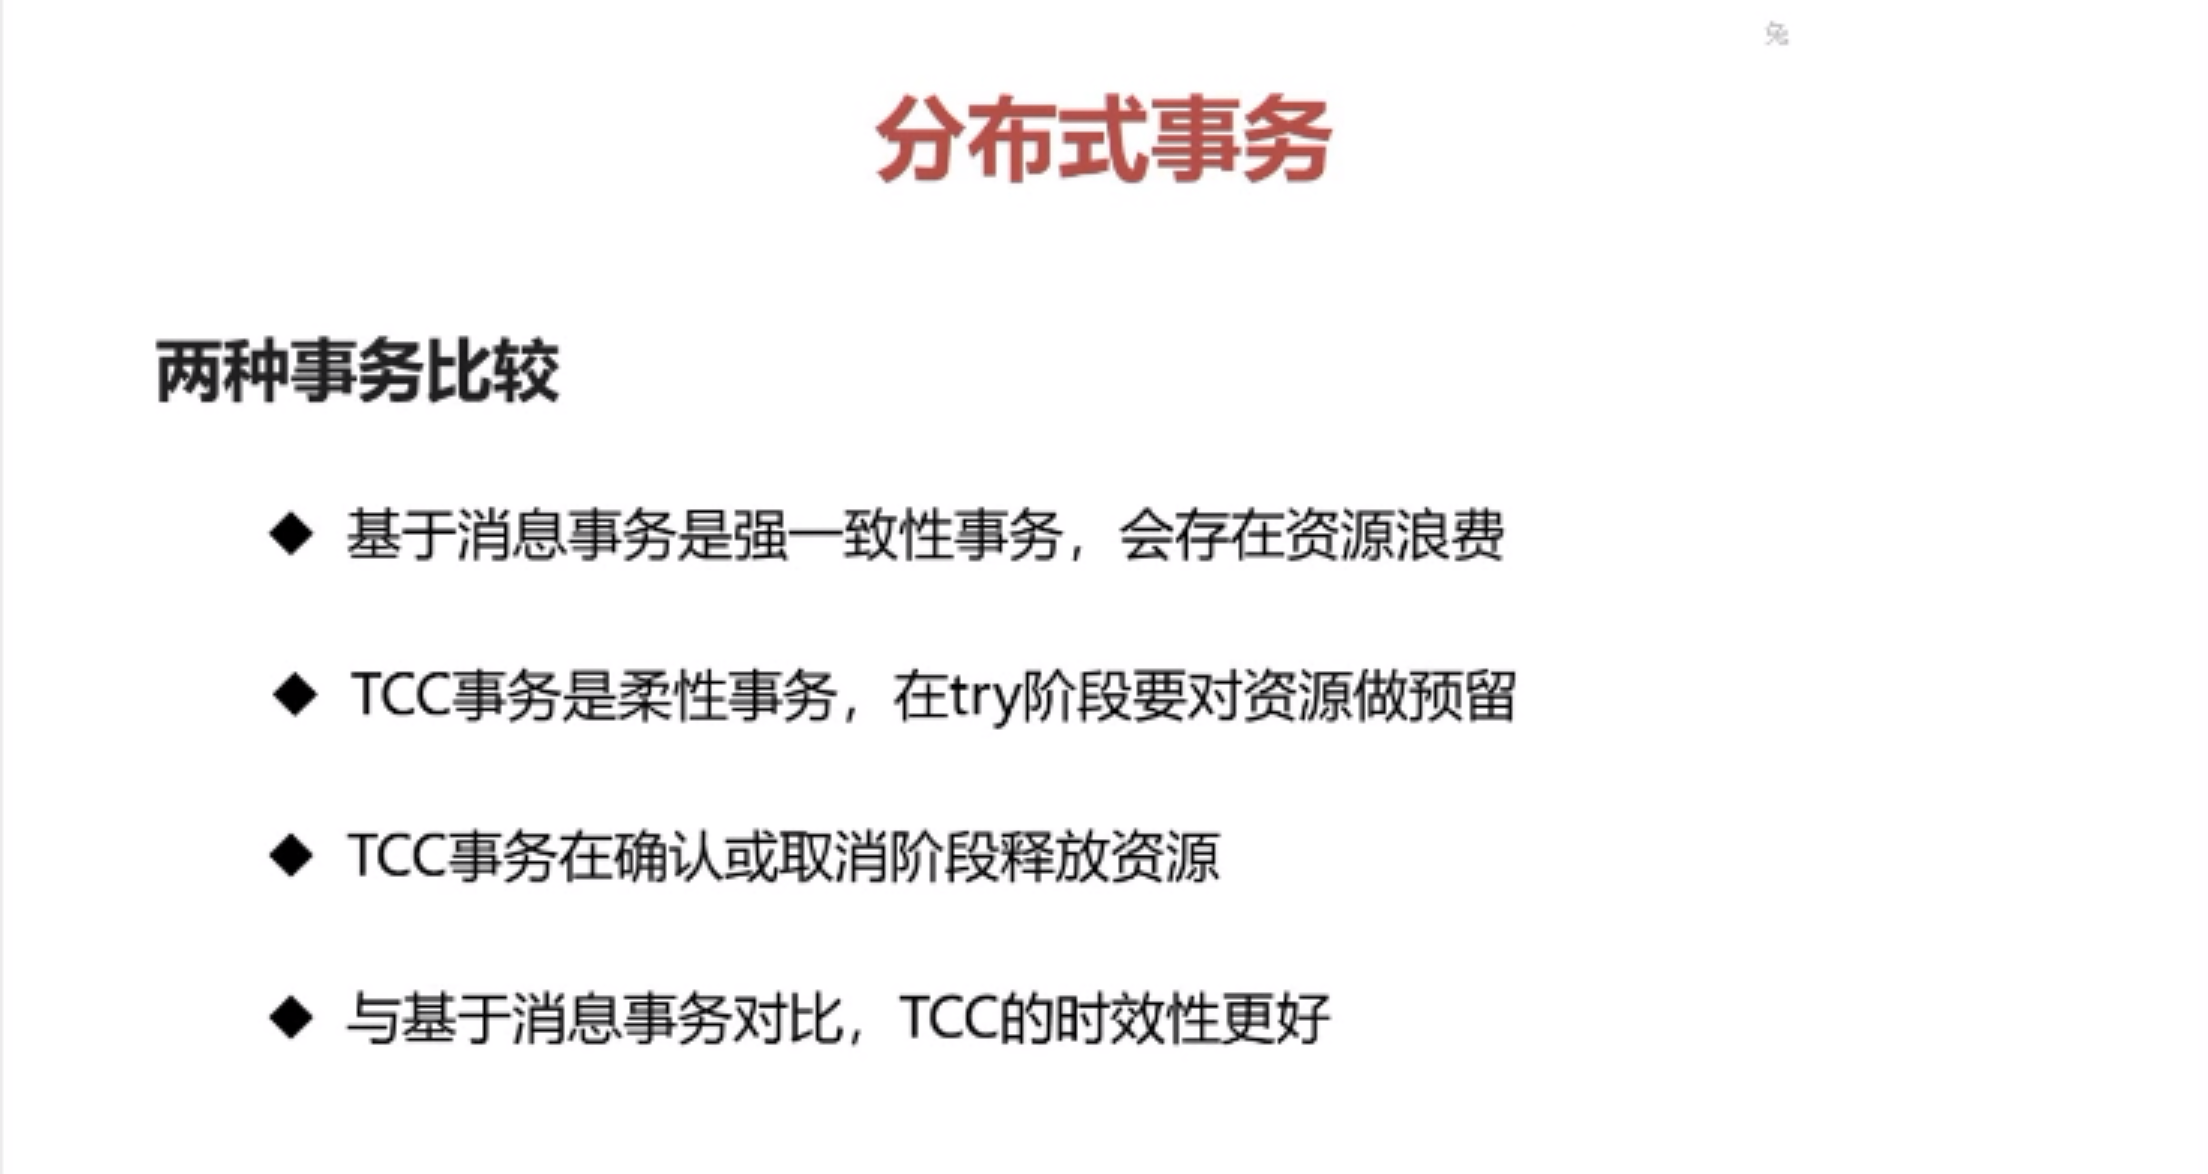 兔
分布式事务
两种事务比较
◆ 基于消息事务是强一致性事务，会存在资源浪费
◆ TCC事务是柔性事务，在try阶段要对资源做预留
◆ TCC事务在确认或取消阶段释放资源
◆ 与基于消息事务对比，TCC的时效性更好